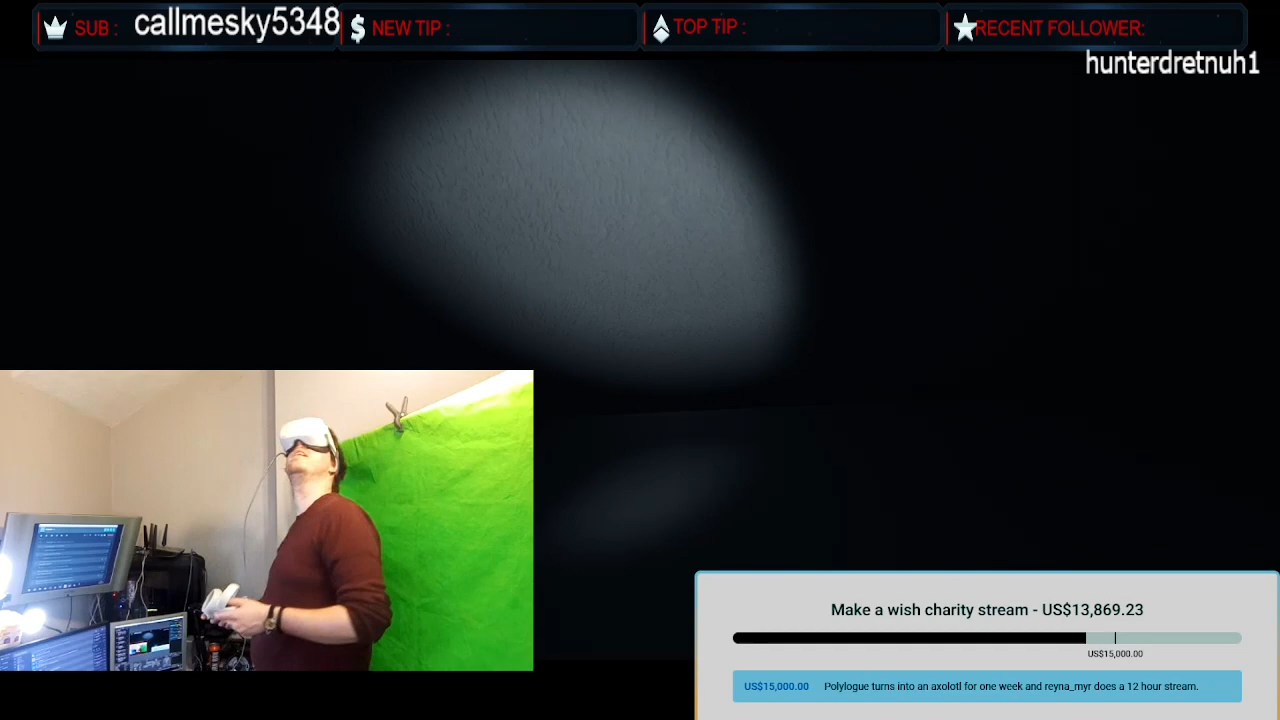 SUB : callmesky5348
NEW TIP :
TOP TIP :
RECENT FOLLOWER:
hunterdretnuh1
Make a wish charity stream - US$13,869.23
US$15,000.00
US$15,000.00 Polylogue turns into an axolotl for one week and reyna_myr does a 12 hour stream.